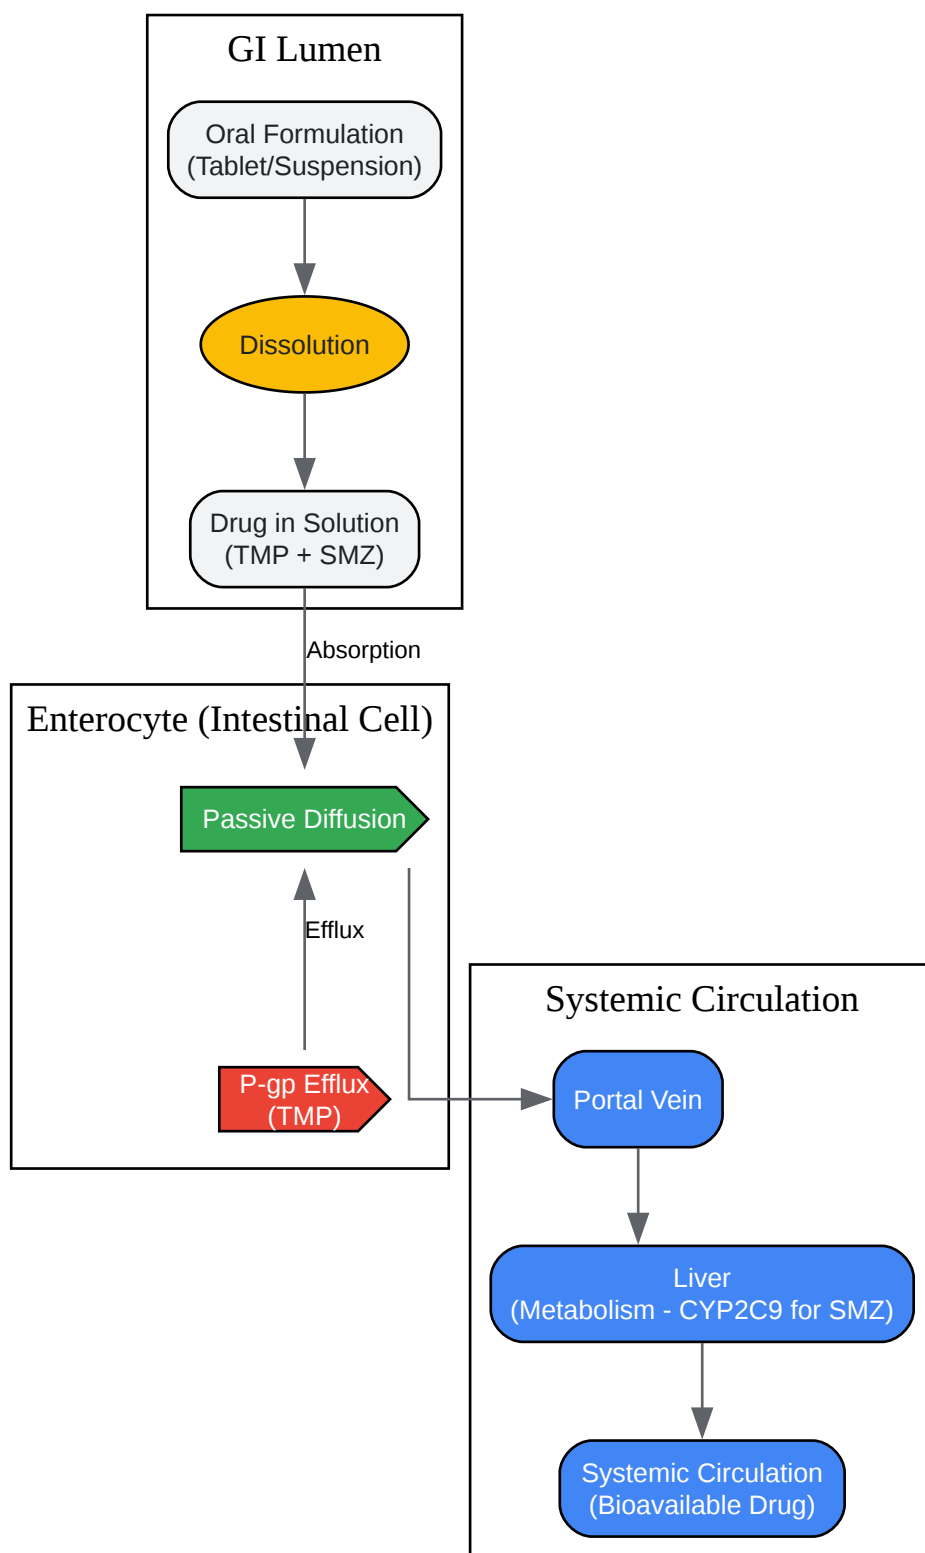 GI Lumen
Oral Formulation
(Tablet/Suspension)
Dissolution
Drug in Solution
(TMP + SMZ)
Absorption
Enterocyte (Intestinal Cell)
Passive Diffusion
Efflux
P-gp Efflux
(TMP)
Systemic Circulation
Portal Vein
Liver
(Metabolism - CYP2C9 for SMZ)
Systemic Circulation
(Bioavailable Drug)